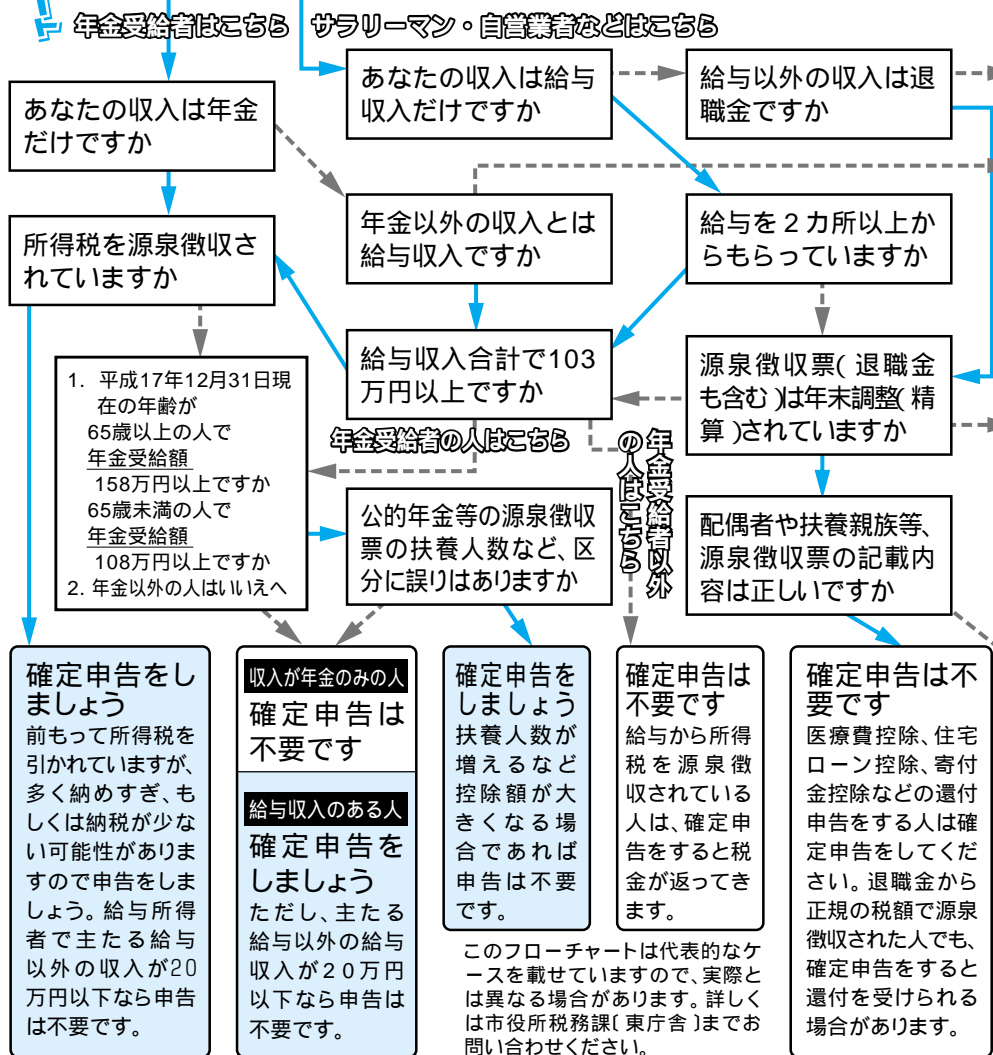 年金受給者はこちら
サラリーマン・自営業者などはこちら
あなたの収入は年金
だけですか
あなたの収入は給与
収入だけですか
給与以外の収入は退
職金ですか
所得税を源泉徴収さ
れていますか
年金以外の収入とは
給与収入ですか
給与を2カ所以上か
らもらっていますか
給与収入合計で103
万円以上ですか
源泉徴収票(退職金
も含む)は年末調整(精
算)されていますか
年金受給者の人はこちら
年金受給者以外
の人はこちら
1. 平成17年12月31日現
在の年齢が
65歳以上の人で
年金受給額
158万円以上ですか
65歳未満の人で
年金受給額
108万円以上ですか
2. 年金以外の人はいいえへ
公的年金等の源泉徴収
票の扶養人数など、区
分に誤りはありますか
配偶者や扶養親族等、
源泉徴収票の記載内
容は正しいですか
確定申告をし
ましょう
前もって所得税を
引かれていますが、
多く納めすぎ、も
しくは納税が少な
い可能性がありま
すので申告をしま
しょう。給与所得
者で主たる給与
以外の収入が20
万円以下なら申告
は不要です。
収入が年金のみの人
確定申告は
不要です
給与収入のある人
確定申告を
しましょう
ただし、主たる
給与以外の給与
収入が20万円
以下なら申告は
不要です。
確定申告を
しましょう
扶養人数が
増えるなど
控除額が大
きくなる場
合であれば
申告は不要
です。
確定申告は
不要です
給与から所得
税を源泉徴
収されている
人は、確定申
告をすると税
金が返ってき
ます。
確定申告は不
要です
医療費控除、住宅
ローン控除、寄付
金控除などの還付
申告をする人は確
定申告をしてくだ
さい。退職金から
正規の税額で源泉
徴収された人でも、
確定申告をすると
還付を受けられる
場合があります。
このフローチャートは代表的なケ
ースを載せていますので、実際と
は異なる場合があります。詳しく
は市役所税務課〔東庁舎〕までお
問い合わせください。